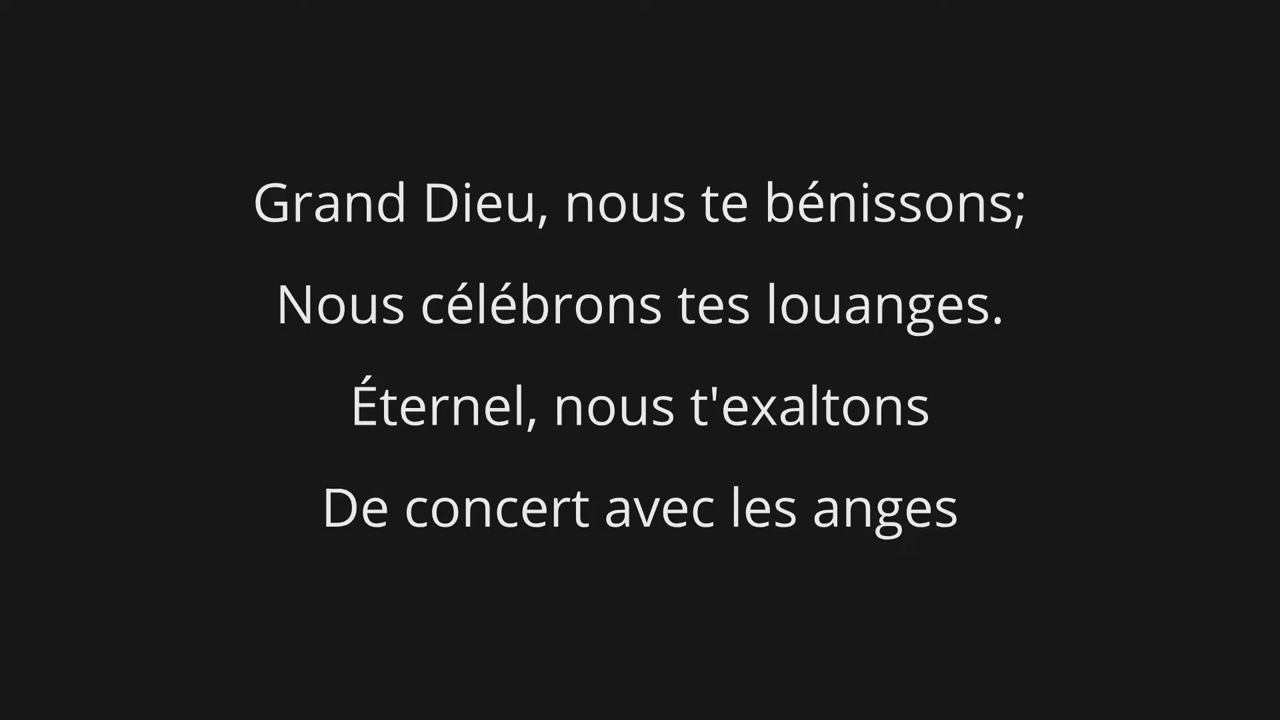 Grand Dieu, nous te bénissons;
Nous célébrons tes louanges.
Éternel, nous t'exaltons
De concert avec les anges